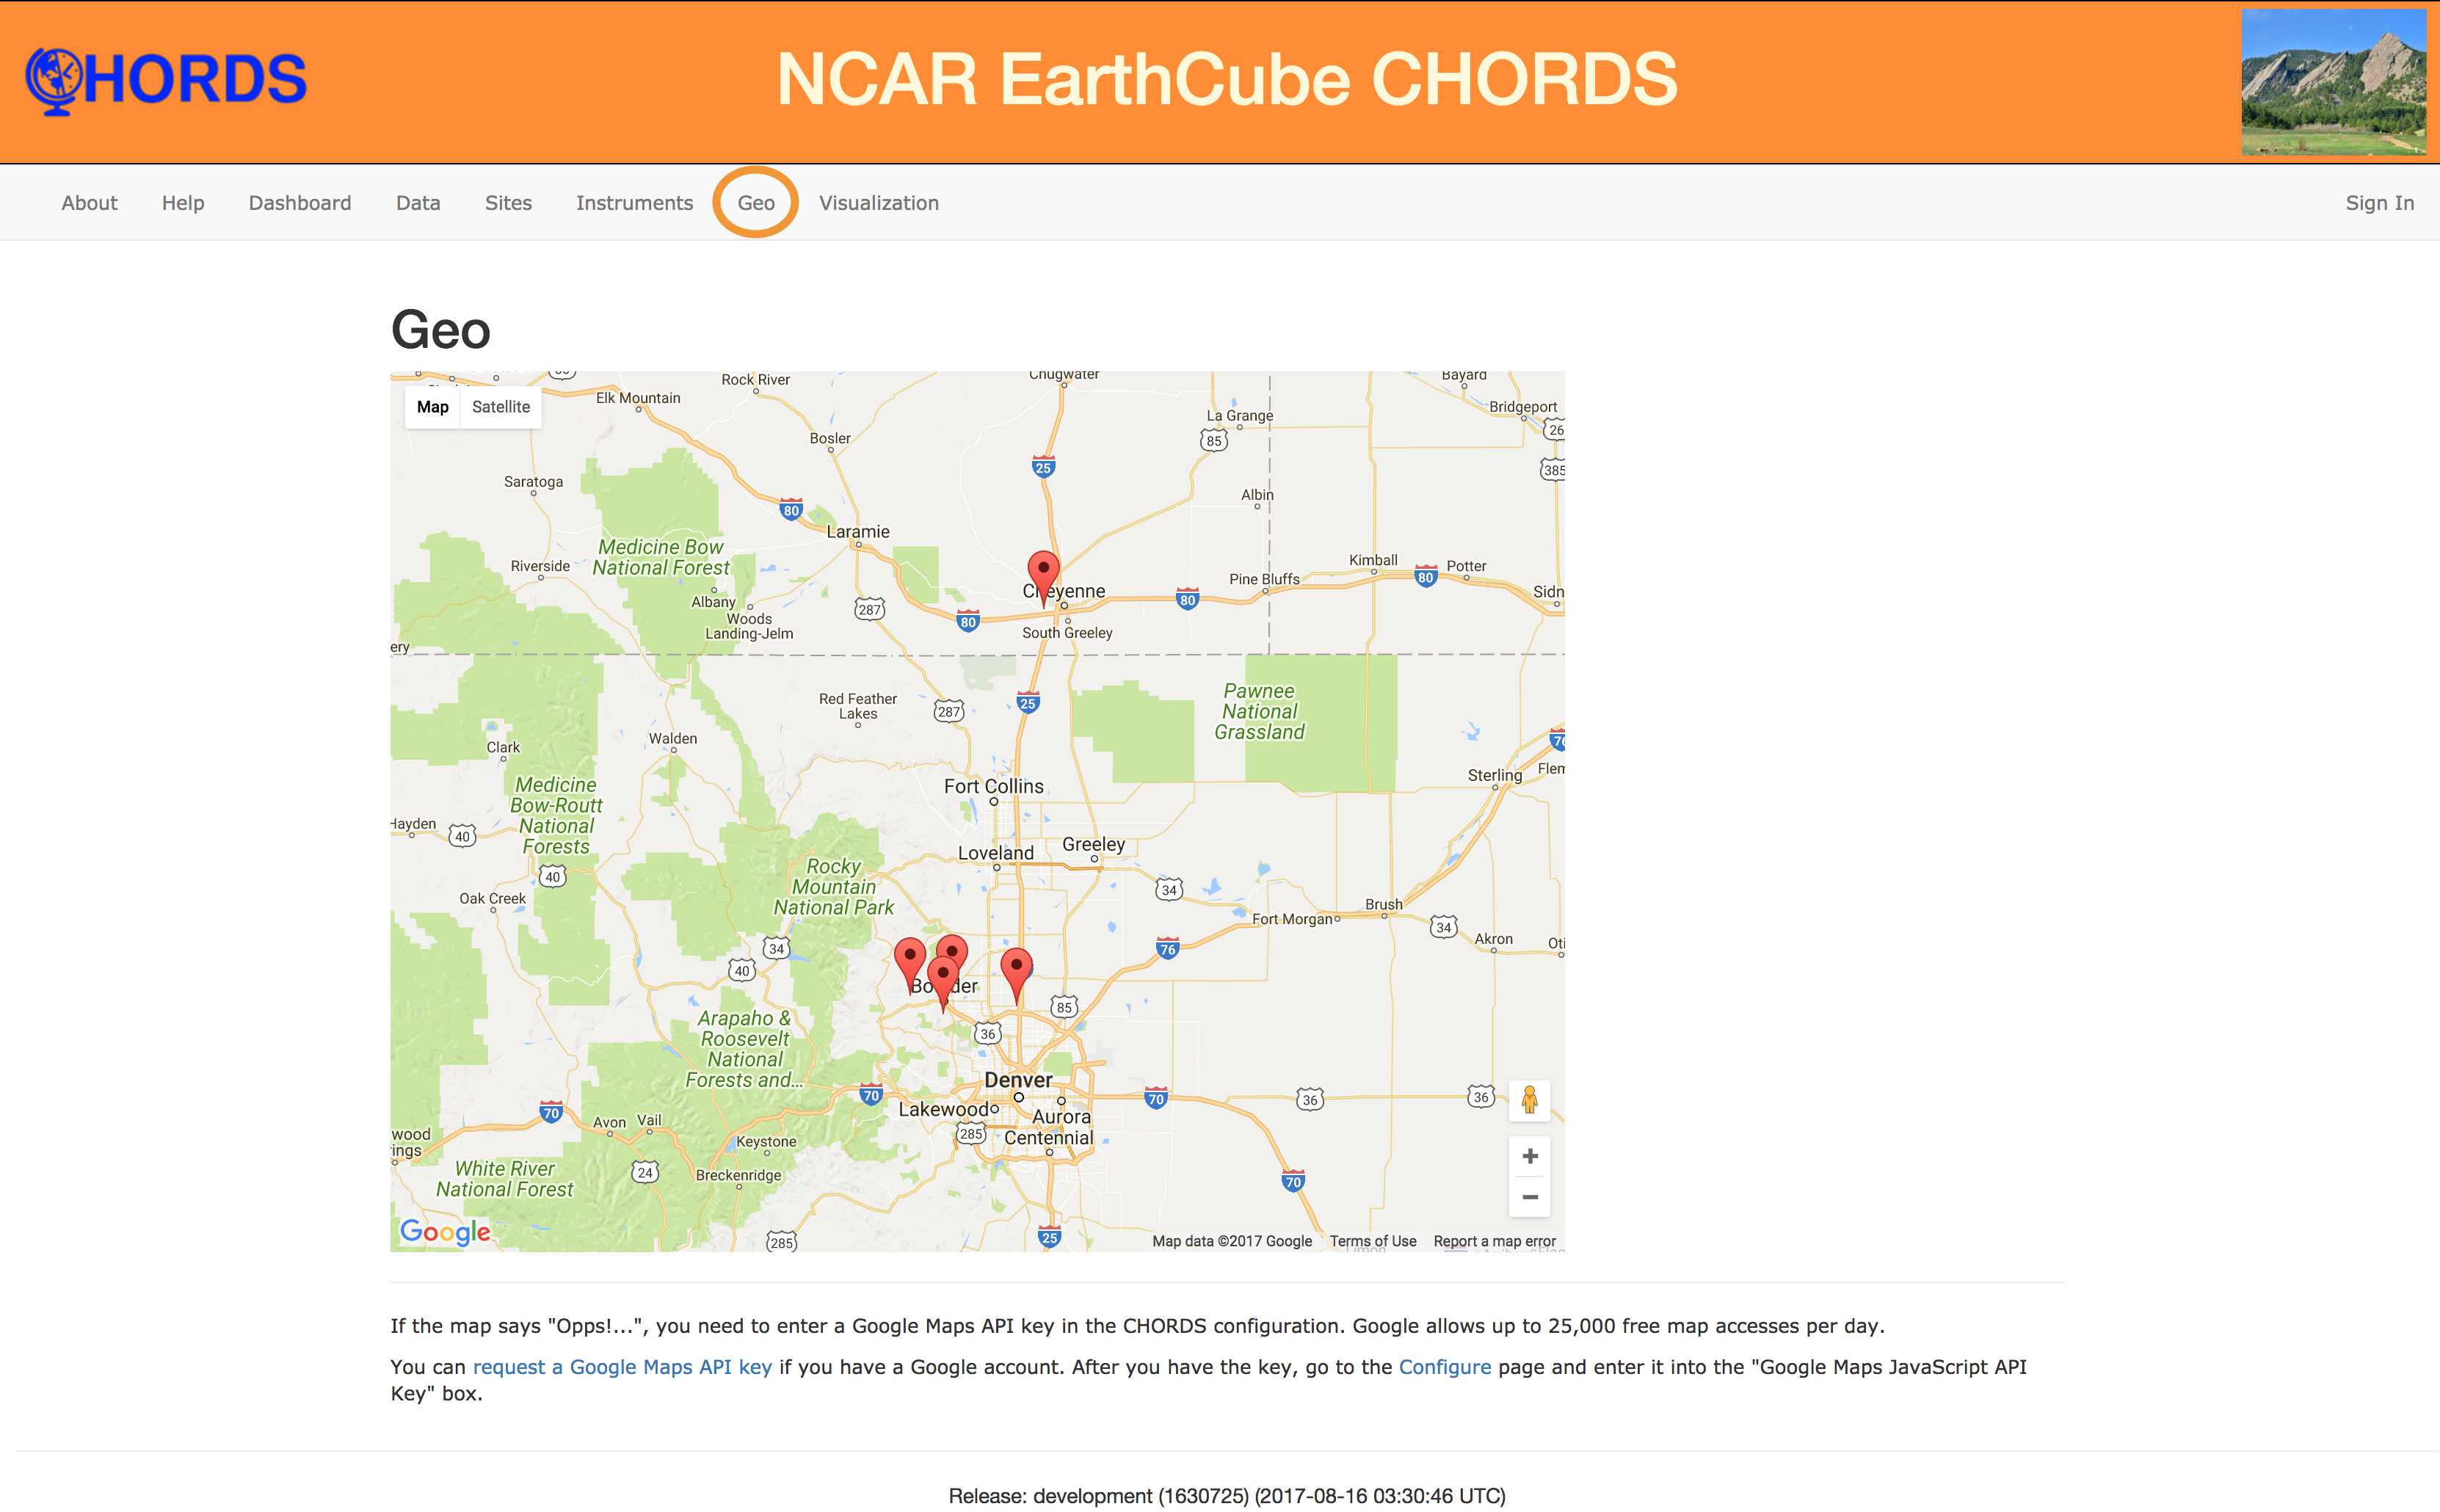 CHORDS
NCAR EarthCube CHORDS
About Help Dashboard Data Sites Instruments Geo Visualization Sign In
Geo
Map Satellite
Rock River
Chugwater
Bayard
Elk Mountain
La Grange
Bridgeport
85
26
Bosler
25
385
Saratoga
Albin
80
Laramie
Medicine Bow
National Forest
Riverside
Kimball
Potter
80
Pine Bluffs
Cheyenne
Sidn
Albany
287
80
80
Woods
Landing-Jelm
South Greeley
ery
Pawnee
National
Grassland
Red Feather
Lakes
287
25
Walden
Clark
76
Sterling
Flem
Medicine
Bow-Routt
National
Forests
Fort Collins
Hayden
40
Loveland
Greeley
Rocky
Mountain
National Park
40
34
Oak Creek
Fort Morgan
Brush
34
34
76
Akron
Oti
40
Boulder
85
Arapaho &
Roosevelt
National
Forests and...
36
Denver
70
70
36
36
70
Lakewood
Aurora
Avon
Vail
wood
ings
285
Centennial
Keystone
White River
National Forest
24
Breckenridge
70
Google
285
25
Map data ©2017 Google Terms of Use Report a map error
Limon
If the map says "Opps!...", you need to enter a Google Maps API key in the CHORDS configuration. Google allows up to 25,000 free map accesses per day.
You can request a Google Maps API key if you have a Google account. After you have the key, go to the Configure page and enter it into the "Google Maps JavaScript API
Key" box.
Release: development (1630725) (2017-08-16 03:30:46 UTC)